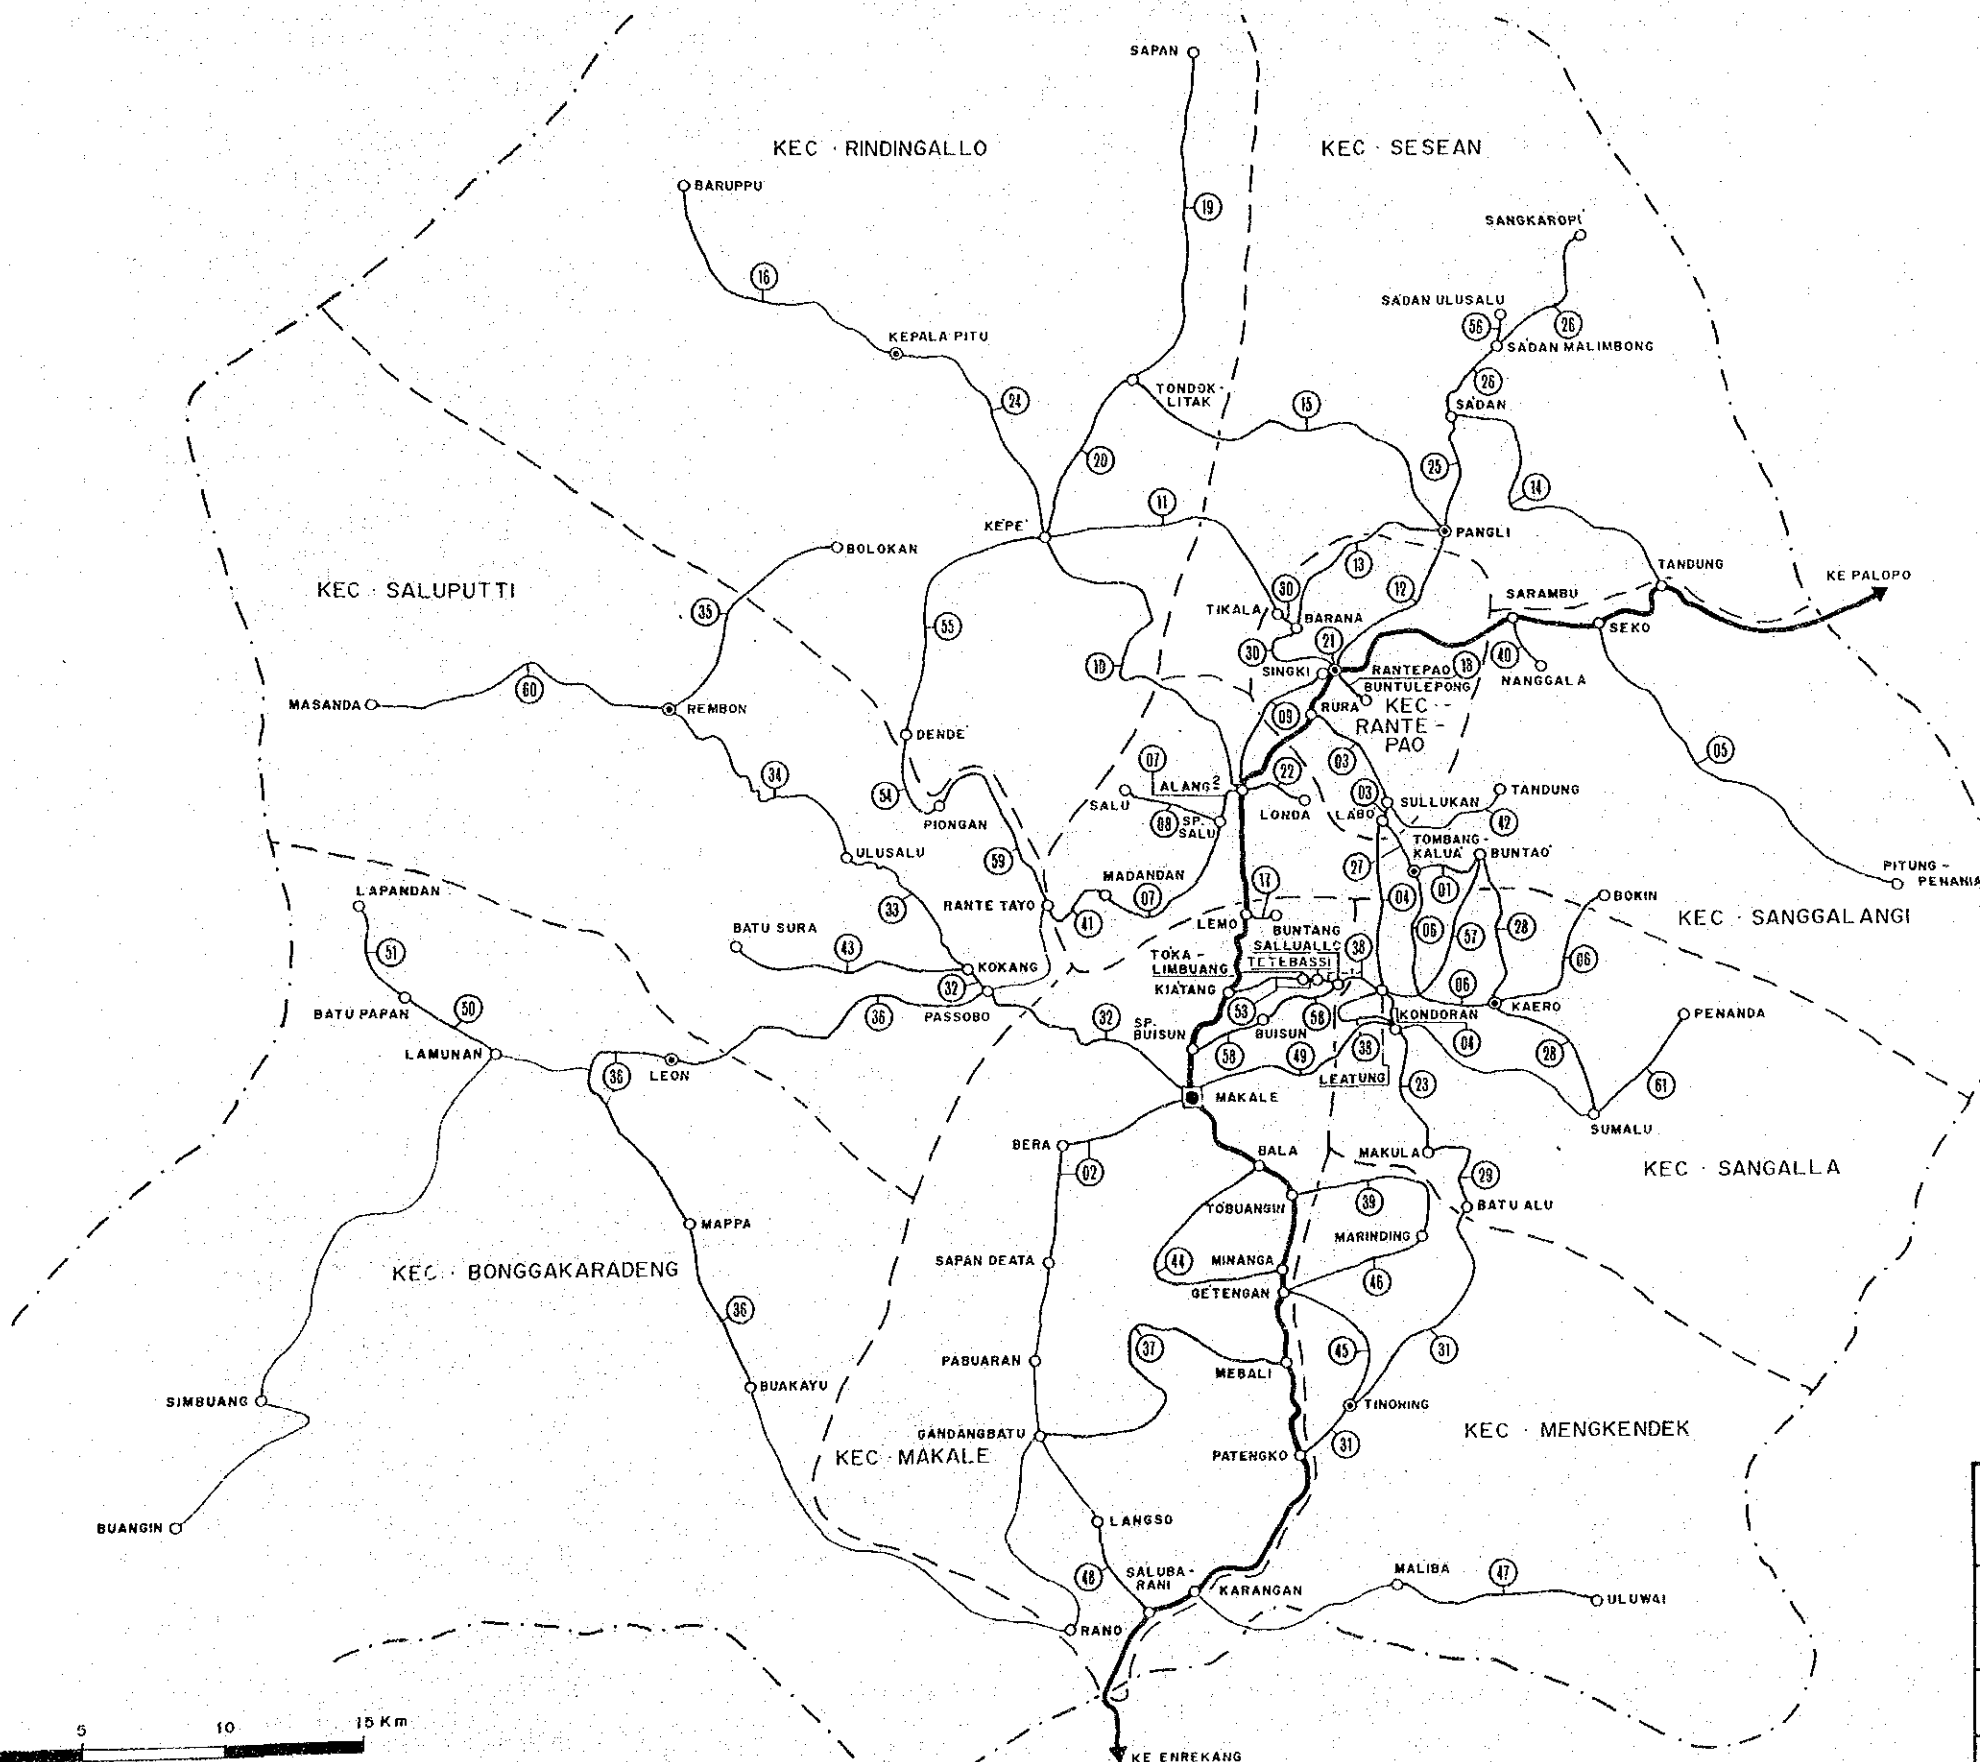 SAPAN
KEC · RINDINGALLO
KEC · SESEAN
BARUPPU
19
SANGKAROPI'
16
SA'DAN ULUSALU
56
26
KEPALA PITU
SA'DAN MALIMBONG
26
TONDOK-
LITAK
24
15
SA'DAN
20
25
14
11
KEPE'
PANGLI
BOLOKAN
13
TANDUNG
KE PALOPO
KEC · SALUPUTTI
30
12
SARAMBU
35
TIKALA
BARANA
SEKO
55
21
30
10
SINGKI
RANTEPAO
18
40
NANGGALA
60
BUNTULEPONG
MASANDA
REMBON
RURA
KEC --
RANTE -
PAO
09
DENDE'
05
07
03
34
22
ALANG2
54
SALU
03
TANDUNG
PIONGAN
08
SP.
SALU
LONDA
LABO
SULLUKAN
42
TOMBANG-
KALUA'
BUNTAO'
ULUSALU
59
27
PITUNG -
PENANIA
LAPANDAN
MADANDAN
17
01
33
RANTE TAYO
07
04
BOKIN
KEC · SANGGALANGI
41
LEMO
BATU SURA
43
BUNTANG
06
57
28
SALLUALLO
38
51
TOKA -
LIMBUANG
TETEBASSI
06
KOKANG
32
KIATANG
06
BATU PAPAN
50
36
PASSOBO
32
SP.
BUISUN
53
58
KAERO
PENANDA
BUISUN
KONDORAN
LAMUNAN
58
49
38
04
28
36
LEON
LEATUNG
23
61
MAKALE
SUMALU
BERA
BALA
MAKULA
02
KEC · SANGALLA
29
39
BATU ALU
TOBUANGIN
MAPPA
MARINDING
SAPAN DEATA
44
MINANGA
KEC · BONGGAKARADENG
46
GETENGAN
36
37
45
31
PABUARAN
MEBALI
BUAKAYU
SIMBUANG
TINORING
GANDANGBATU
31
KEC · MENGKENDEK
KEC · MAKALE
PATENGKO
LANGSO
BUANGIN
48
SALUBA-
RANI
MALIBA
47
KARANGAN
ULUWAI
RANO
5
10
15 Km
KE ENREKANG